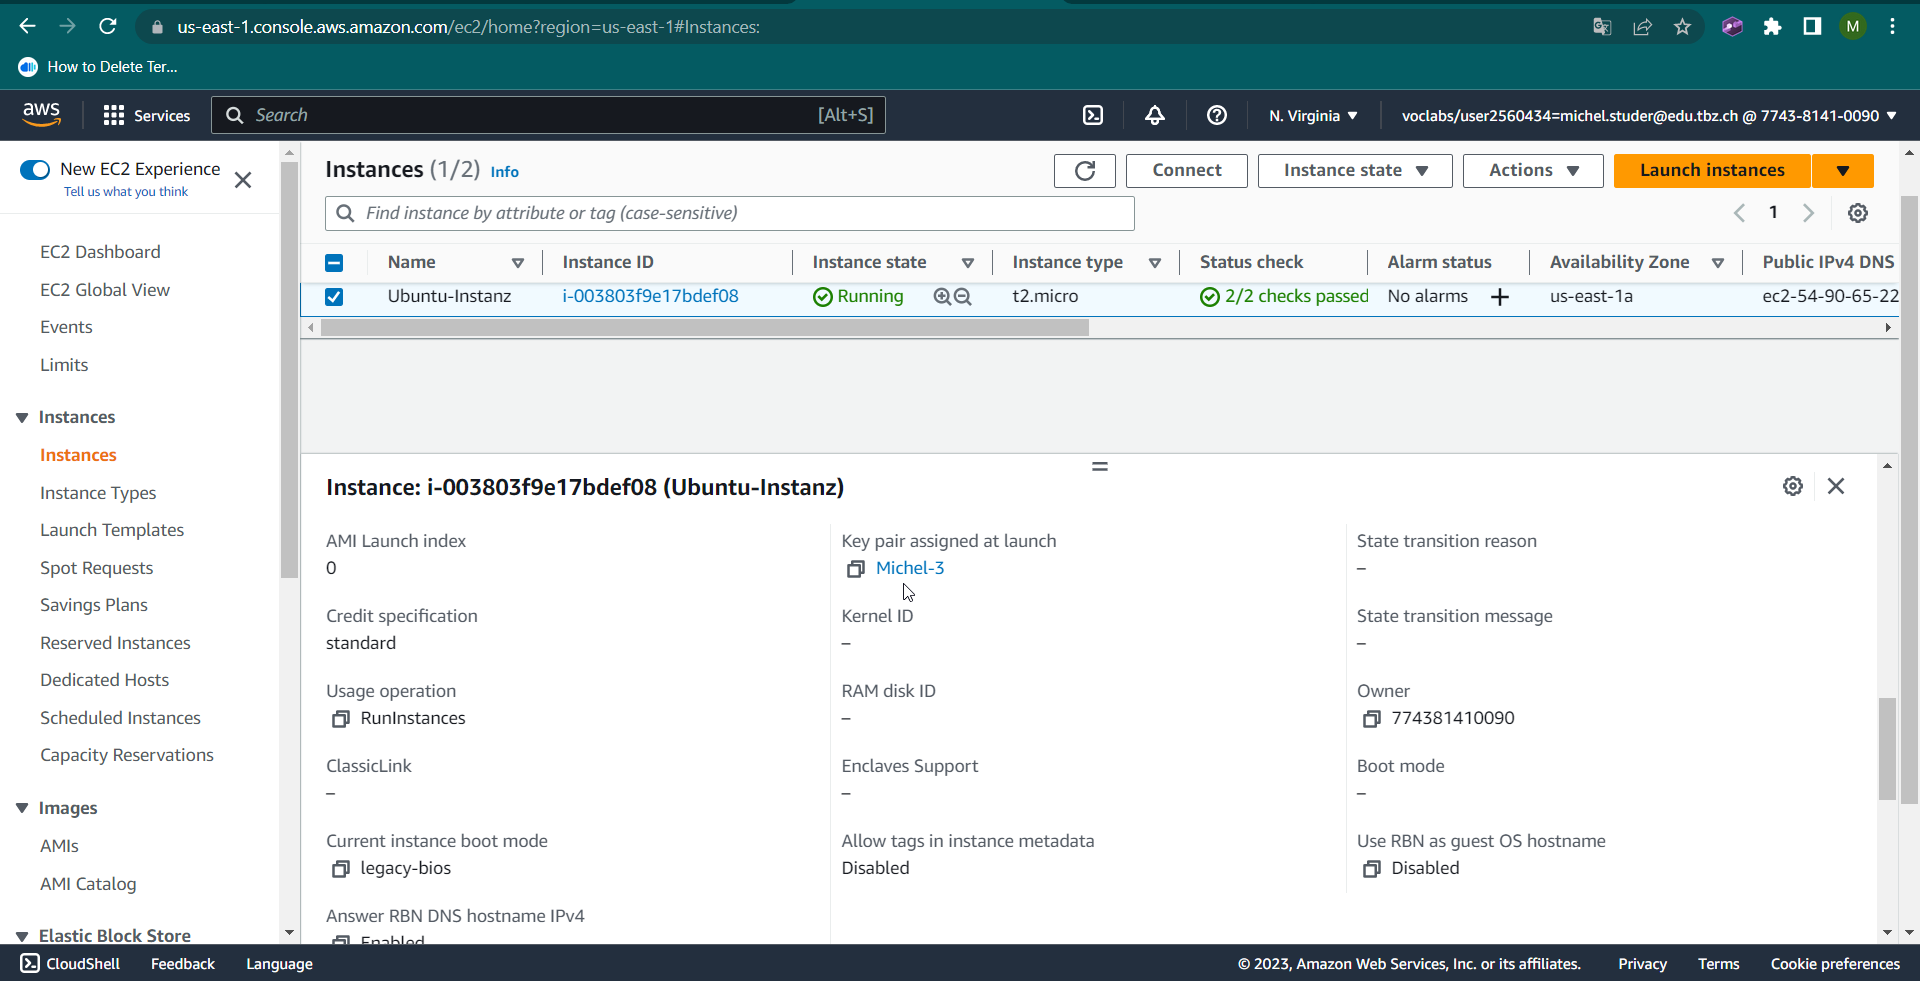 us-east-1.console.aws.amazon.com/ec2/home?region=us-east-1#Instances:
M
How to Delete Ter...
aws
Services
Search
[Alt+S]
N. Virginia
voclabs/user2560434=michel.studer@edu.tbz.ch @ 7743-8141-0090
New EC2 Experience
Tell us what you think
EC2 Dashboard
EC2 Global View
Events
Limits
Instances
Instances
Instance Types
Launch Templates
Spot Requests
Savings Plans
Reserved Instances
Dedicated Hosts
Scheduled Instances
Capacity Reservations
Images
AMIs
AMI Catalog
Elastic Block Store
Instances (1/2) Info
Connect
Instance state
Actions
Launch instances
Find instance by attribute or tag (case-sensitive)
1
Name Instance ID Instance state Instance type Status check Alarm status Availability Zone Public IPv4 DNS
Ubuntu-Instanz i-003803f9e17bdef08 Running t2.micro 2/2 checks passed No alarms + us-east-1a ec2-54-90-65-22
Instance: i-003803f9e17bdef08 (Ubuntu-Instanz)
AMI Launch index
0
Key pair assigned at launch
Michel-3
State transition reason
–
Credit specification
standard
Kernel ID
–
State transition message
–
Usage operation
RunInstances
RAM disk ID
–
Owner
774381410090
ClassicLink
–
Enclaves Support
–
Boot mode
–
Current instance boot mode
legacy-bios
Allow tags in instance metadata
Disabled
Use RBN as guest OS hostname
Disabled
Answer RBN DNS hostname IPv4
Enabled
CloudShell
Feedback
Language
© 2023, Amazon Web Services, Inc. or its affiliates.
Privacy
Terms
Cookie preferences